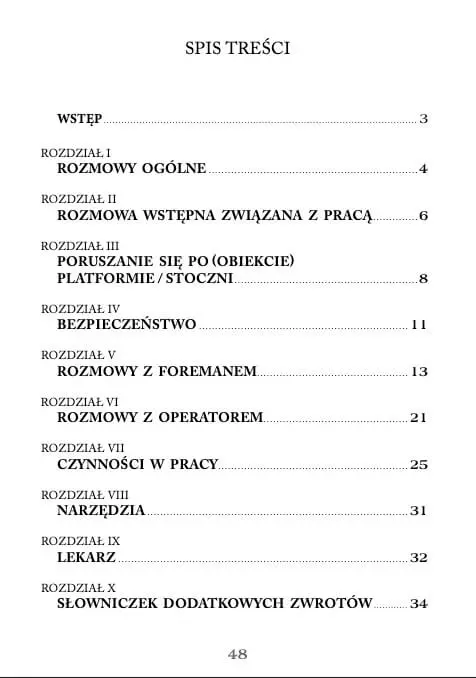 SPIS TREŚCI
WSTĘP........................................................................................................ 3
ROZDZIAŁ I
ROZMOWY OGÓLNE ......................................................................4
ROZDZIAŁ II
ROZMOWA WSTĘPNA ZWIĄZANA Z PRACĄ...............6
ROZDZIAŁ III
PORUSZANIE SIĘ PO (OBIEKCIE)
PLATFORMIE / STOCZNI.............................................................8
ROZDZIAŁ IV
BEZPIECZEŃSTWO ..................................................................... 11
ROZDZIAŁ V
ROZMOWY Z FOREMANEM.................................................. 13
ROZDZIAŁ VI
ROZMOWY Z OPERATOREM................................................ 21
ROZDZIAŁ VII
CZYNNOŚCI W PRACY............................................................... 25
ROZDZIAŁ VIII
NARZĘDZIA....................................................................................... 31
ROZDZIAŁ IX
LEKARZ ................................................................................................ 32
ROZDZIAŁ X
SŁOWNICZEK DODATKOWYCH ZWROTÓW........... 34
48